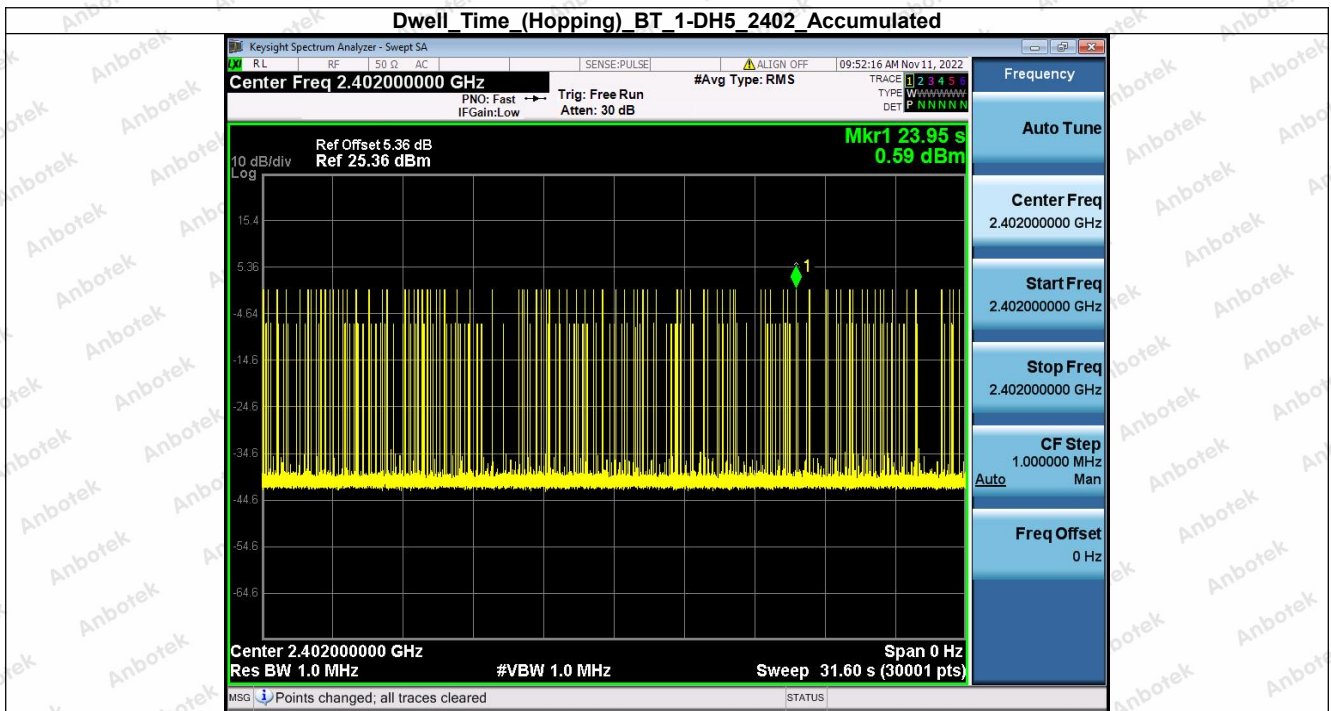 Dwell_Time_(Hopping)_BT_1-DH5_2402_Accumulated
Keysight Spectrum Analyzer - Swept SA
LXI RL RF 50 Ω AC SENSE:PULSE ALIGN OFF 09:52:16 AM Nov 11, 2022
Center Freq 2.402000000 GHz
PNO: Fast
IFGain:Low
Trig: Free Run
Atten: 30 dB
#Avg Type: RMS
TRACE 1 2 3 4 5 6
TYPE WWWWWW
DET P N N N N N
Frequency
Mkr1 23.95 s
0.59 dBm
Ref Offset 5.36 dB
10 dB/div Ref 25.36 dBm
Log
15.4
5.36
-4.64
-14.6
-24.6
-34.6
-44.6
-54.6
-64.6
1
Center 2.402000000 GHz Span 0 Hz
Res BW 1.0 MHz #VBW 1.0 MHz Sweep 31.60 s (30001 pts)
MSG Points changed; all traces cleared STATUS
Auto Tune
Center Freq
2.402000000 GHz
Start Freq
2.402000000 GHz
Stop Freq
2.402000000 GHz
CF Step
1.000000 MHz
Auto Man
Freq Offset
0 Hz
Anbotek